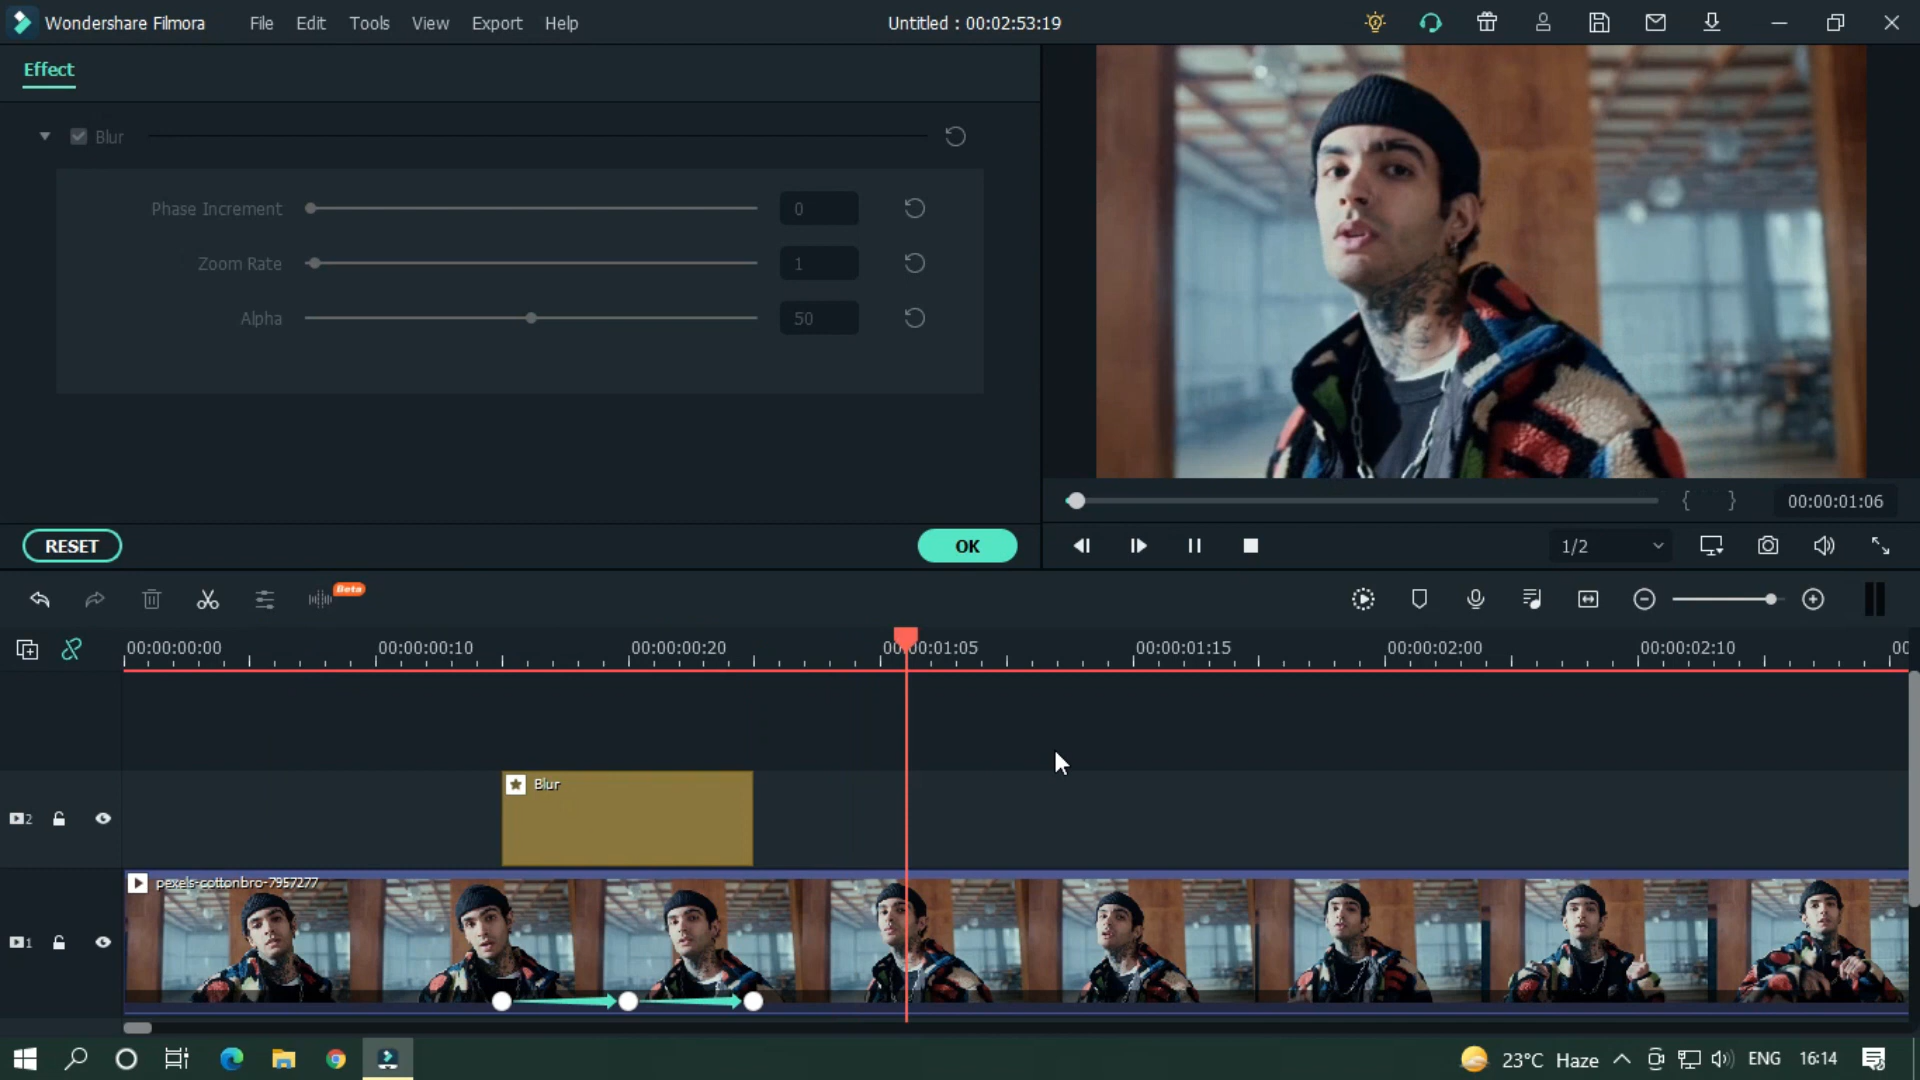 Wondershare Filmora File Edit Tools View Export Help Untitled : 00:02:53:19
Effect
Blur
Phase Increment 0
Zoom Rate 1
Alpha 50
{ } 00:00:01:06
RESET OK 1/2
Beta
00:00:00:00 00:00:00:10 00:00:00:20 00:00:01:05 00:00:01:15 00:00:02:00 00:00:02:10 00
Blur
2
pexels-cottonbro-7957277
1
23°C Haze ENG 16:14